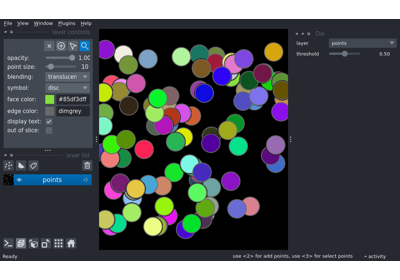 File View Window Plugins Help
layer controls
opacity: 1.00
point size: 10
blending: translucen
symbol: disc
face color: #85df3dff
edge color: dimgrey
display text:
out of slice:
layer list
points
Do
layer points
threshold 0.50
Ready
use <2> for add points, use <3> for select points
activity